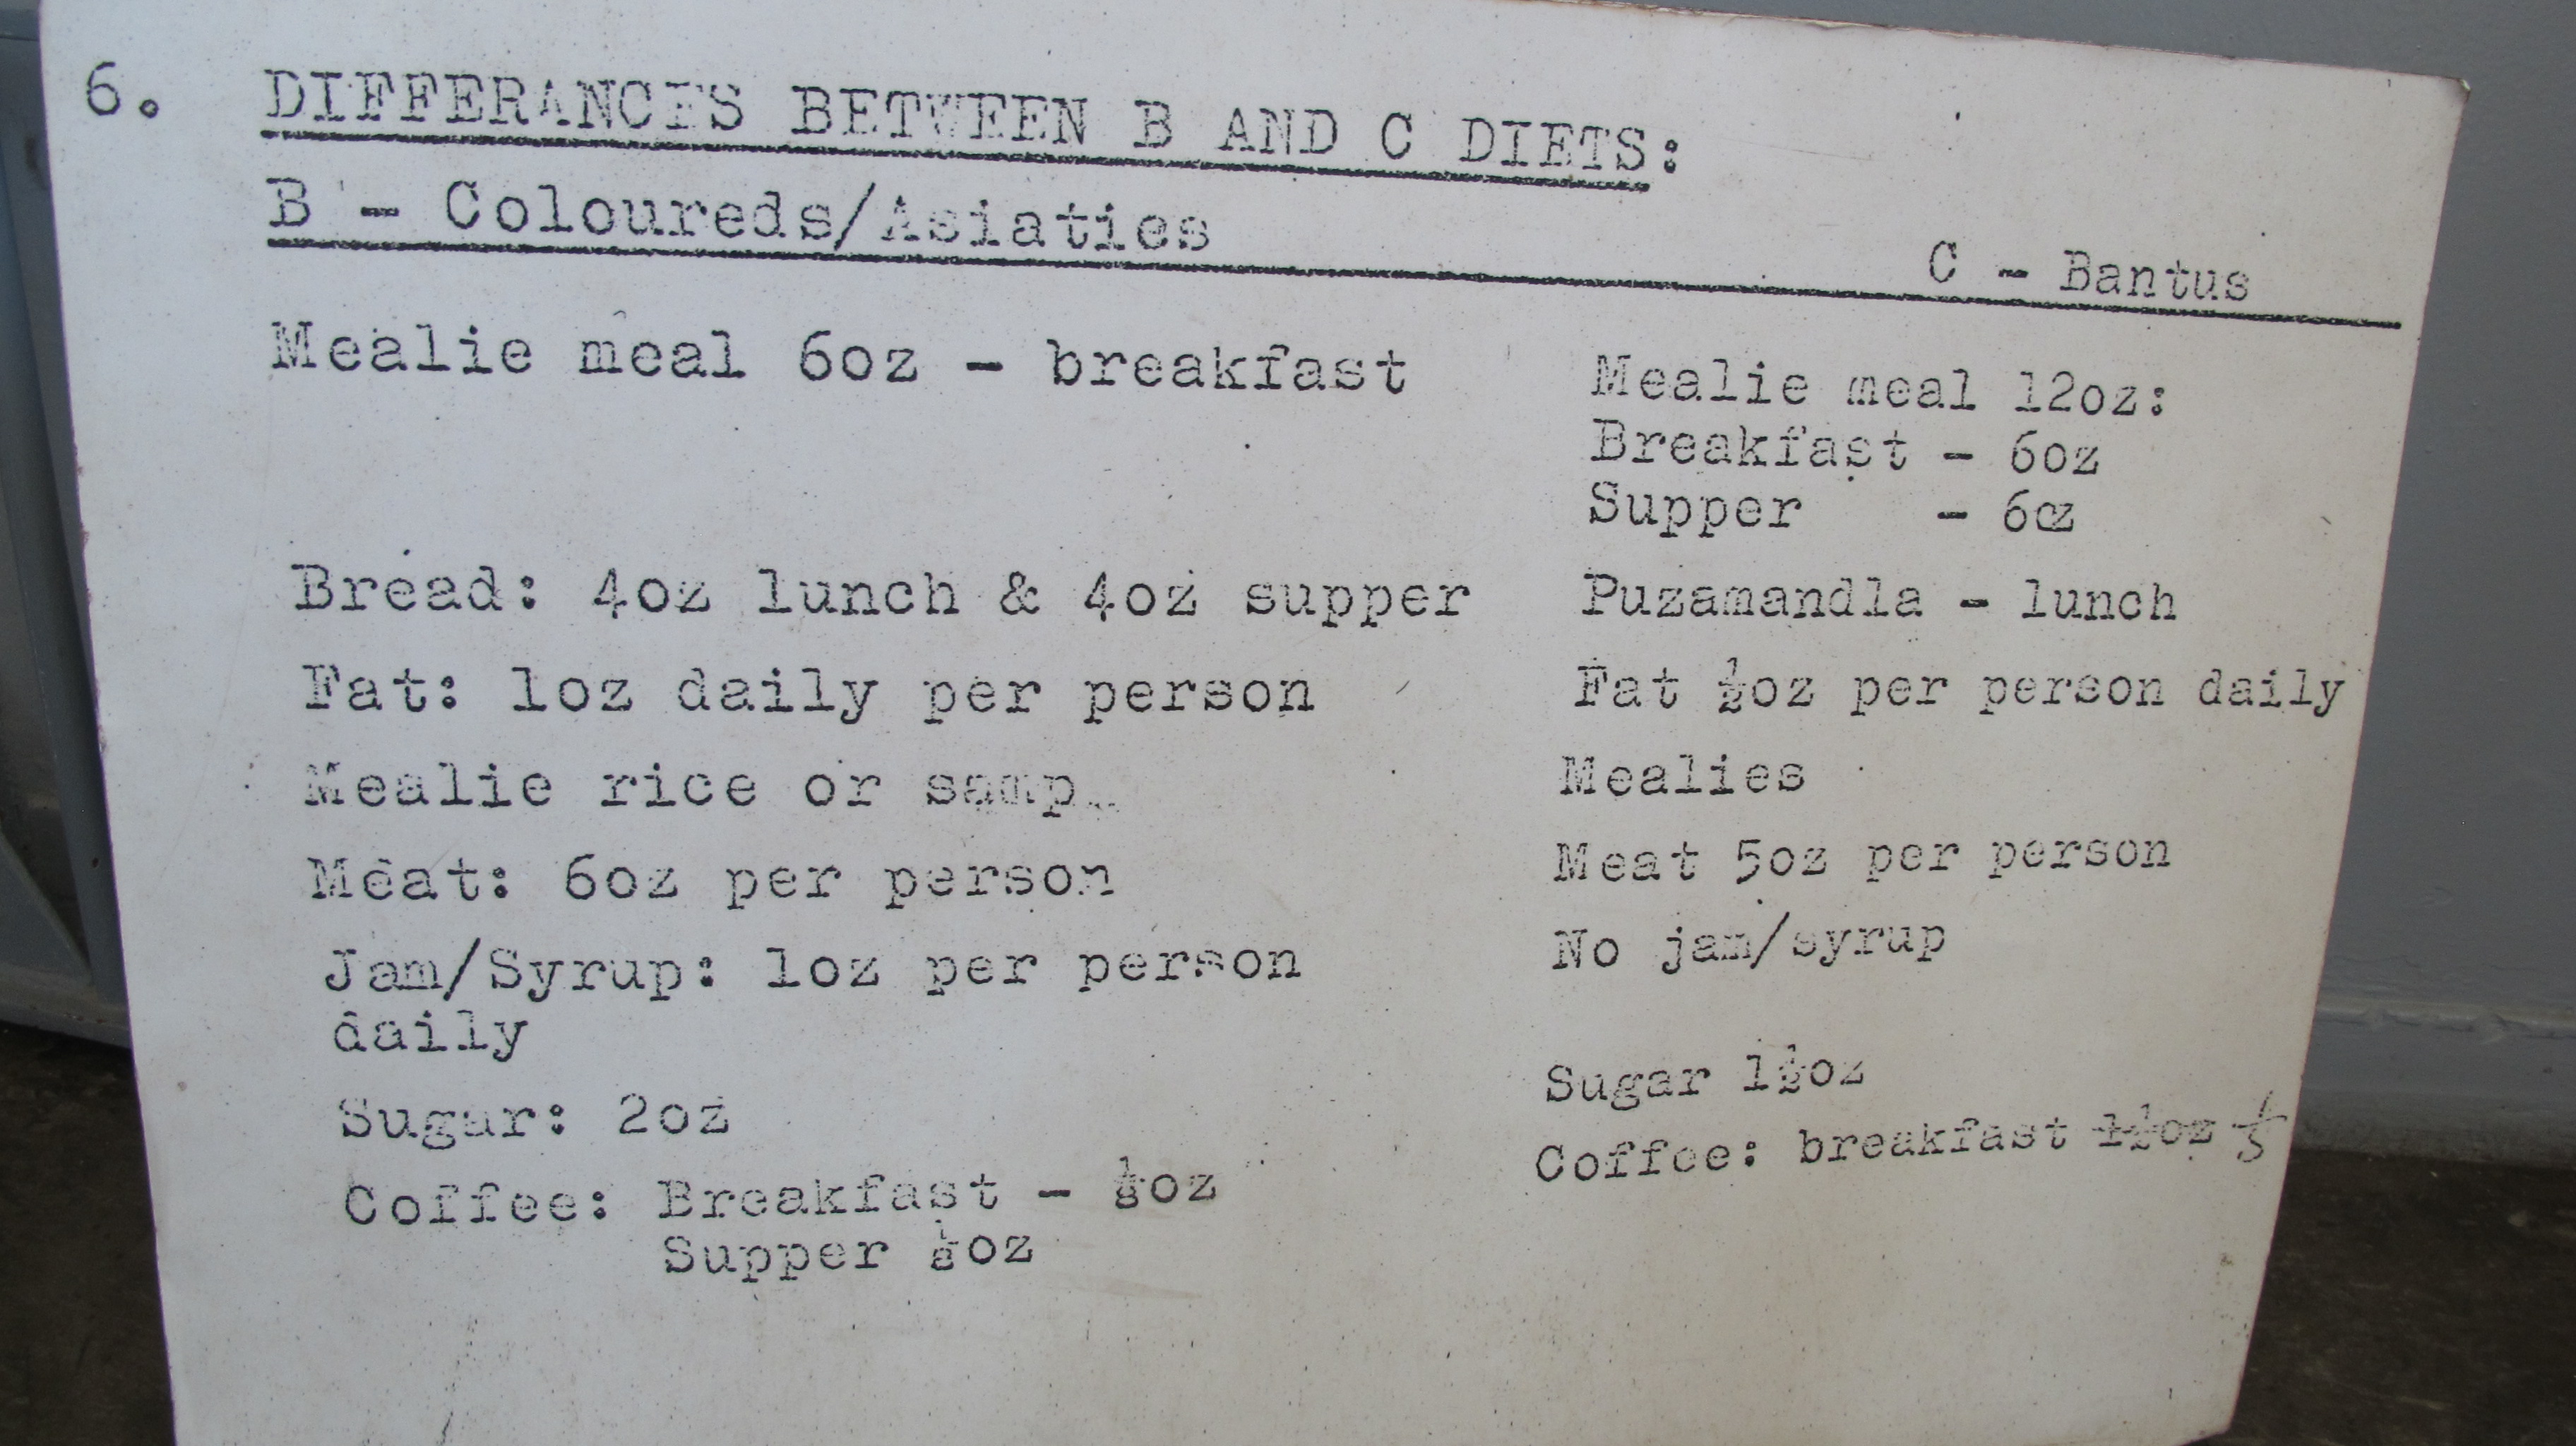 6. DIFFERANCES BETWEEN B AND C DIETS:
B - Coloureds/Asiaties
C - Bantus
Mealie meal 6oz - breakfast
Mealie meal 12oz:
Breakfast - 6oz
Supper - 6oz
Bread: 4oz lunch & 4oz supper
Puzamandla - lunch
Fat: 1oz daily per person
Fat ½oz per person daily
Mealie rice or samp
Mealies
Meat: 6oz per person
Meat 5oz per person
Jam/Syrup: 1oz per person
daily
No jam/syrup
Sugar: 2oz
Sugar 1½oz
Coffee: Breakfast - ⅛oz
Supper ⅛oz
Coffee: breakfast 1½oz